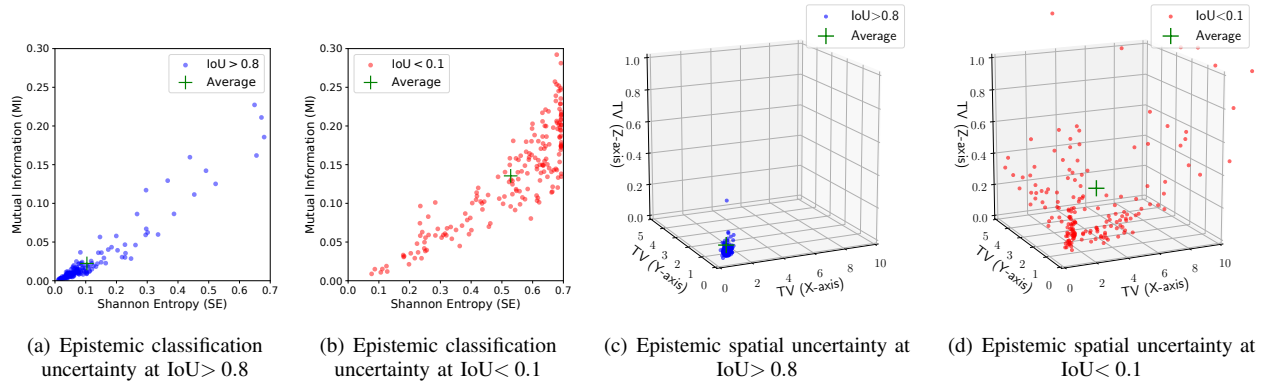 IoU > 0.8
Average
0.30
0.25
0.20
0.15
0.10
0.05
0.00
Mutual Information (MI)
0.0 0.1 0.2 0.3 0.4 0.5 0.6 0.7
Shannon Entropy (SE)
(a) Epistemic classification
uncertainty at IoU> 0.8
IoU < 0.1
Average
0.30
0.25
0.20
0.15
0.10
0.05
0.00
Mutual Information (MI)
0.0 0.1 0.2 0.3 0.4 0.5 0.6 0.7
Shannon Entropy (SE)
(b) Epistemic classification
uncertainty at IoU< 0.1
IoU>0.8
Average
1.0
0.8
0.6
0.4
0.2
0.0
TV (Z-axis)
5 4 3 2 1 0
TV (Y-axis)
0 2 4 6 8 10
TV (X-axis)
(c) Epistemic spatial uncertainty at
IoU> 0.8
IoU<0.1
Average
1.0
0.8
0.6
0.4
0.2
0.0
TV (Z-axis)
5 4 3 2 1 0
TV (Y-axis)
0 2 4 6 8 10
TV (X-axis)
(d) Epistemic spatial uncertainty at
IoU< 0.1